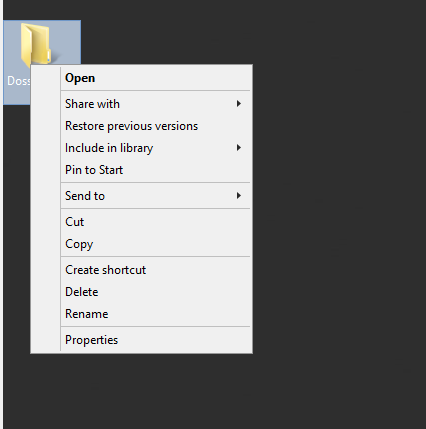 Doss
Open
Share with
Restore previous versions
Include in library
Pin to Start
Send to
Cut
Copy
Create shortcut
Delete
Rename
Properties